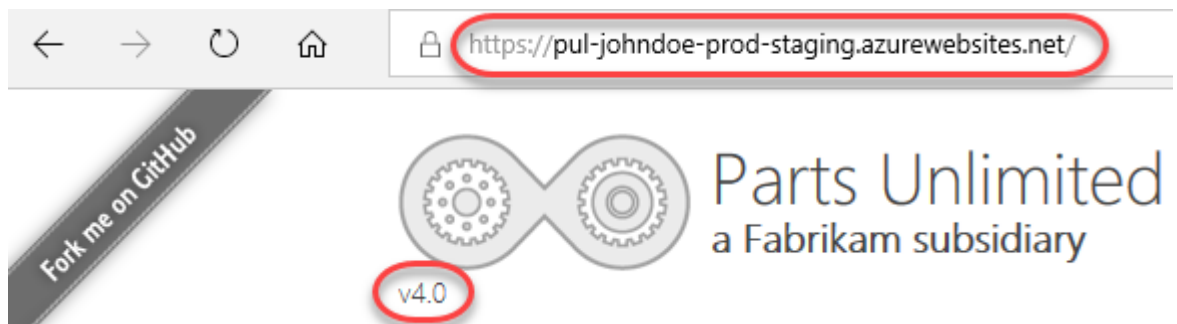 https://pul-johndoe-prod-staging.azurewebsites.net/
Fork me on GitHub
Parts Unlimited
a Fabrikam subsidiary
v4.0